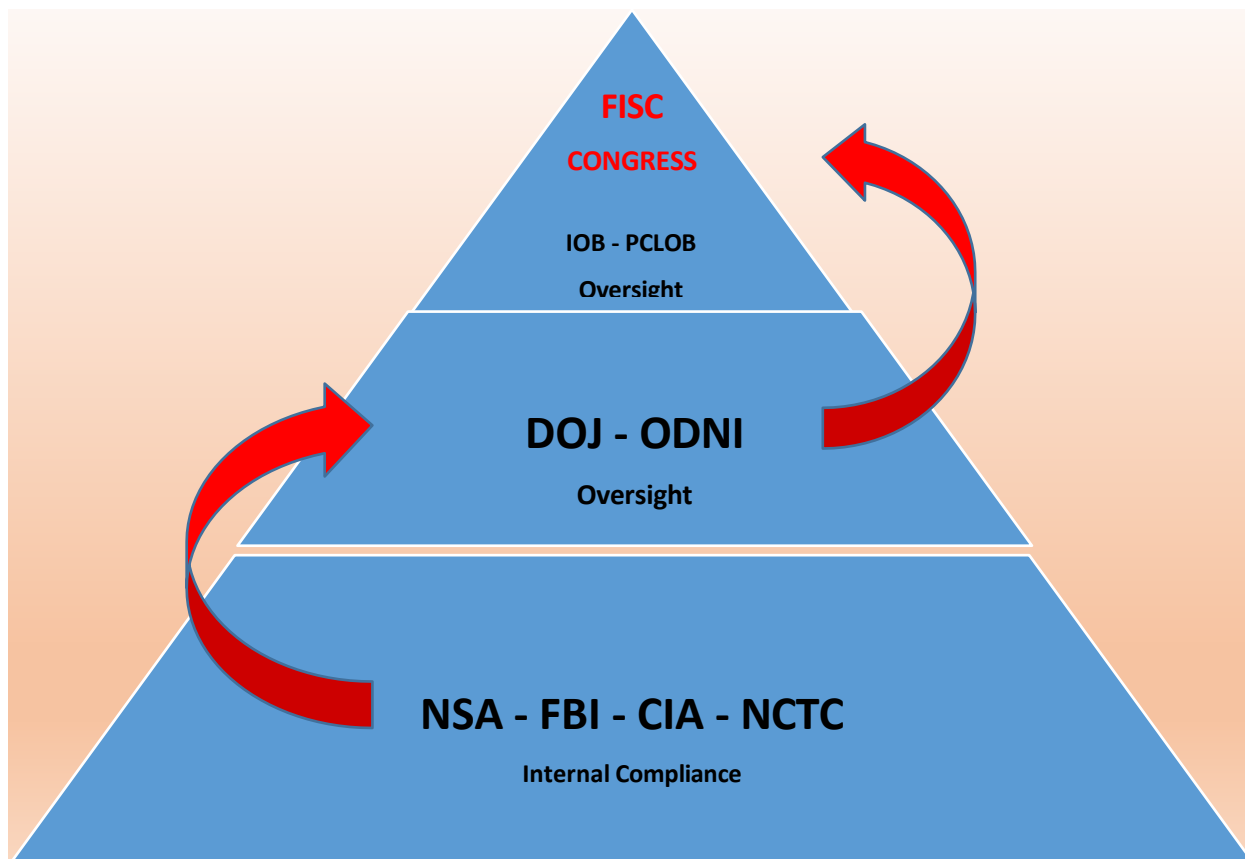 FISC
CONGRESS
IOB - PCLOB
Oversight
DOJ - ODNI
Oversight
NSA - FBI - CIA - NCTC
Internal Compliance